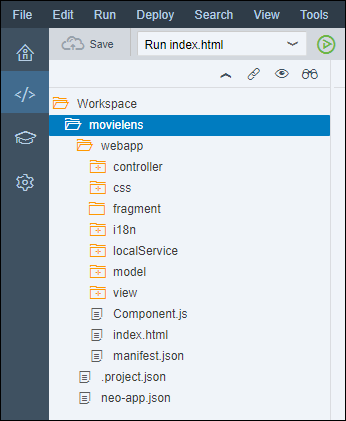 File Edit Run Deploy Search View Tools
Save Run index.html
Workspace
movielens
webapp
controller
css
fragment
i18n
localService
model
view
Component.js
index.html
manifest.json
.project.json
neo-app.json